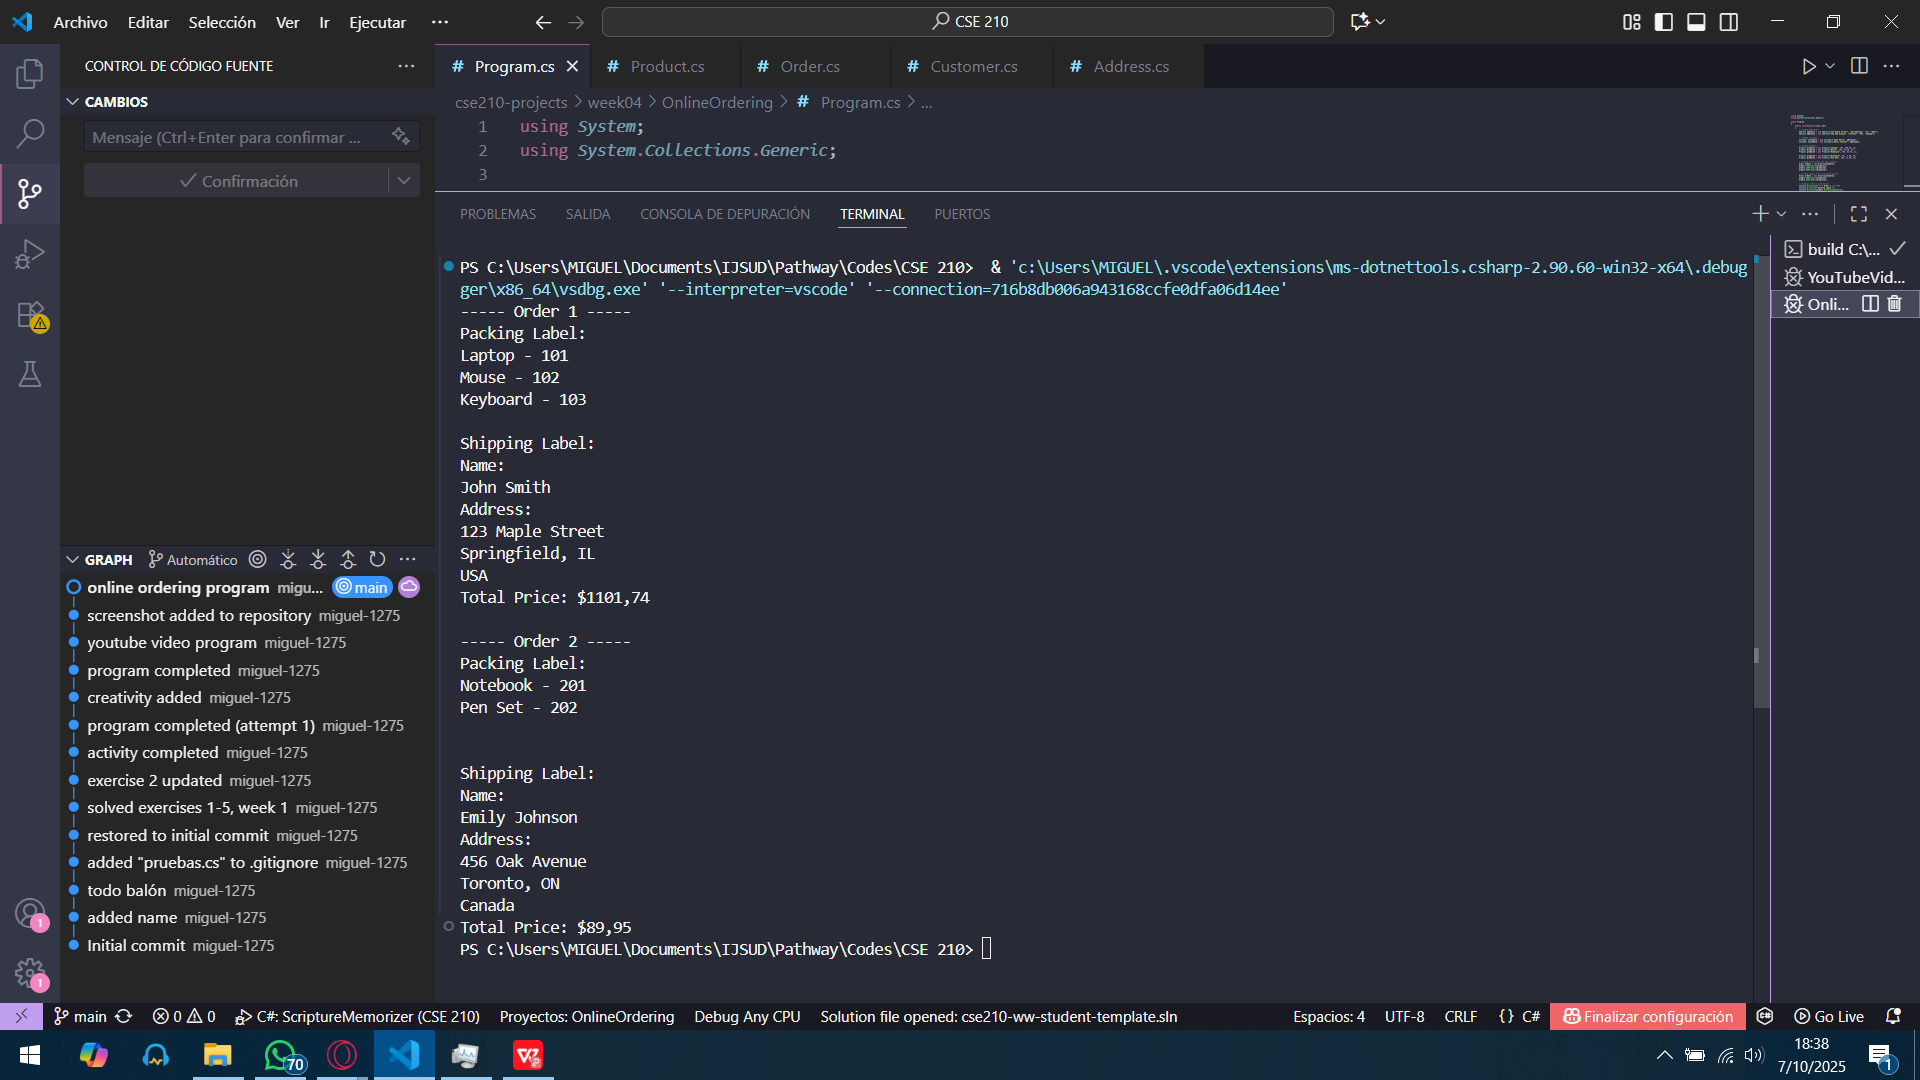 Archivo Editar Selección Ver Ir Ejecutar ···
CSE 210
CONTROL DE CÓDIGO FUENTE
CAMBIOS
Mensaje (Ctrl+Enter para confirmar ...
Confirmación
Program.cs
Product.cs
Order.cs
Customer.cs
Address.cs
cse210-projects > week04 > OnlineOrdering > # Program.cs > ...
1 using System;
2 using System.Collections.Generic;
3
PROBLEMAS SALIDA CONSOLA DE DEPURACIÓN TERMINAL PUERTOS
PS C:\Users\MIGUEL\Documents\IJSUD\Pathway\Codes\CSE 210>  & 'c:\Users\MIGUEL\.vscode\extensions\ms-dotnettools.csharp-2.90.60-win32-x64\.debug
ger\x86_64\vsdbg.exe' '--interpreter=vscode' '--connection=716b8db006a943168ccfe0dfa06d14ee'
----- Order 1 -----
Packing Label:
Laptop - 101
Mouse - 102
Keyboard - 103
Shipping Label:
Name:
John Smith
Address:
123 Maple Street
Springfield, IL
USA
Total Price: $1101,74
----- Order 2 -----
Packing Label:
Notebook - 201
Pen Set - 202
Shipping Label:
Name:
Emily Johnson
Address:
456 Oak Avenue
Toronto, ON
Canada
Total Price: $89,95
PS C:\Users\MIGUEL\Documents\IJSUD\Pathway\Codes\CSE 210>
build C:\...
YouTubeVid...
Onli...
GRAPH Automático
online ordering program migu... main
screenshot added to repository miguel-1275
youtube video program miguel-1275
program completed miguel-1275
creativity added miguel-1275
program completed (attempt 1) miguel-1275
activity completed miguel-1275
exercise 2 updated miguel-1275
solved exercises 1-5, week 1 miguel-1275
restored to initial commit miguel-1275
added "pruebas.cs" to .gitignore miguel-1275
todo balón miguel-1275
added name miguel-1275
Initial commit miguel-1275
1
1
main 0 0 C#: ScriptureMemorizer (CSE 210) Proyectos: OnlineOrdering Debug Any CPU Solution file opened: cse210-ww-student-template.sln
Espacios: 4 UTF-8 CRLF {} C# Finalizar configuración Go Live
70
18:38
7/10/2025
1